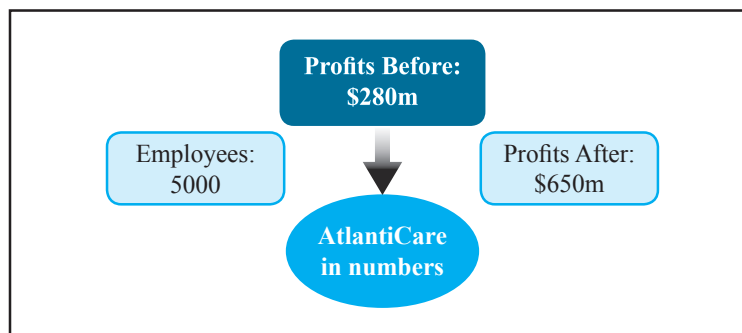 Profits Before:
$280m
Employees:
5000
Profits After:
$650m
AtlantiCare
in numbers